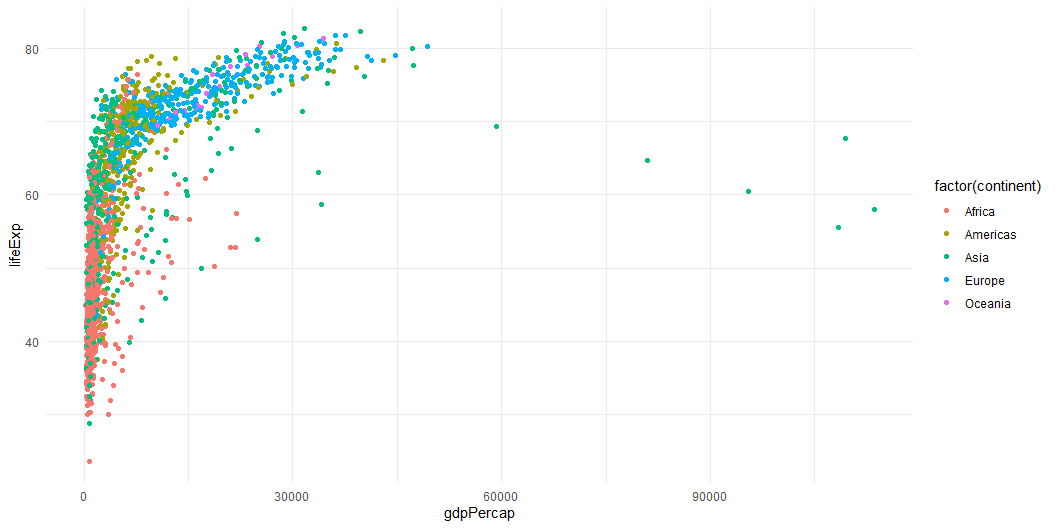 80
60
40
lifeExp
0
30000
60000
90000
gdpPercap
factor(continent)
Africa
Americas
Asia
Europe
Oceania